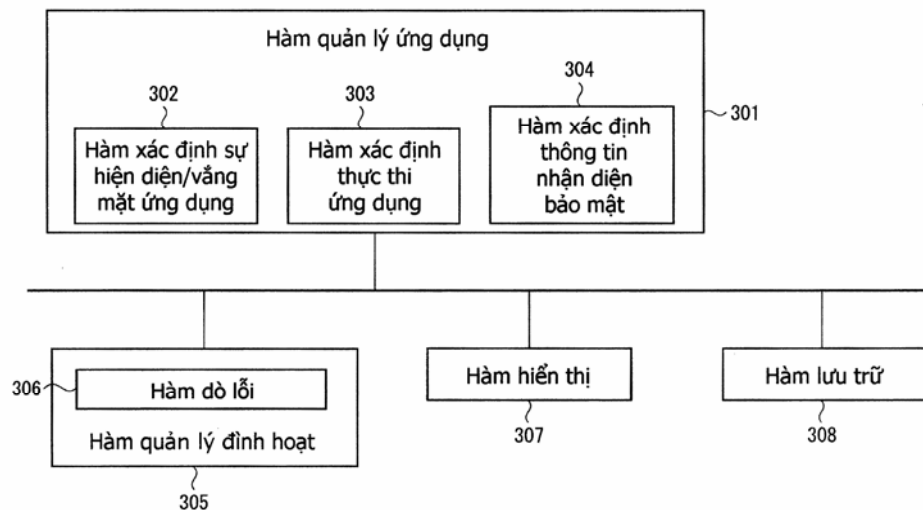 Hàm quản lý ứng dụng
302
303
304
301
Hàm xác định sự
hiện diện/vắng
mặt ứng dụng
Hàm xác định
thực thi
ứng dụng
Hàm xác định
thông tin
nhận diện
bảo mật
306
Hàm dò lỗi
Hàm quản lý đình hoạt
305
Hàm hiển thị
307
Hàm lưu trữ
308